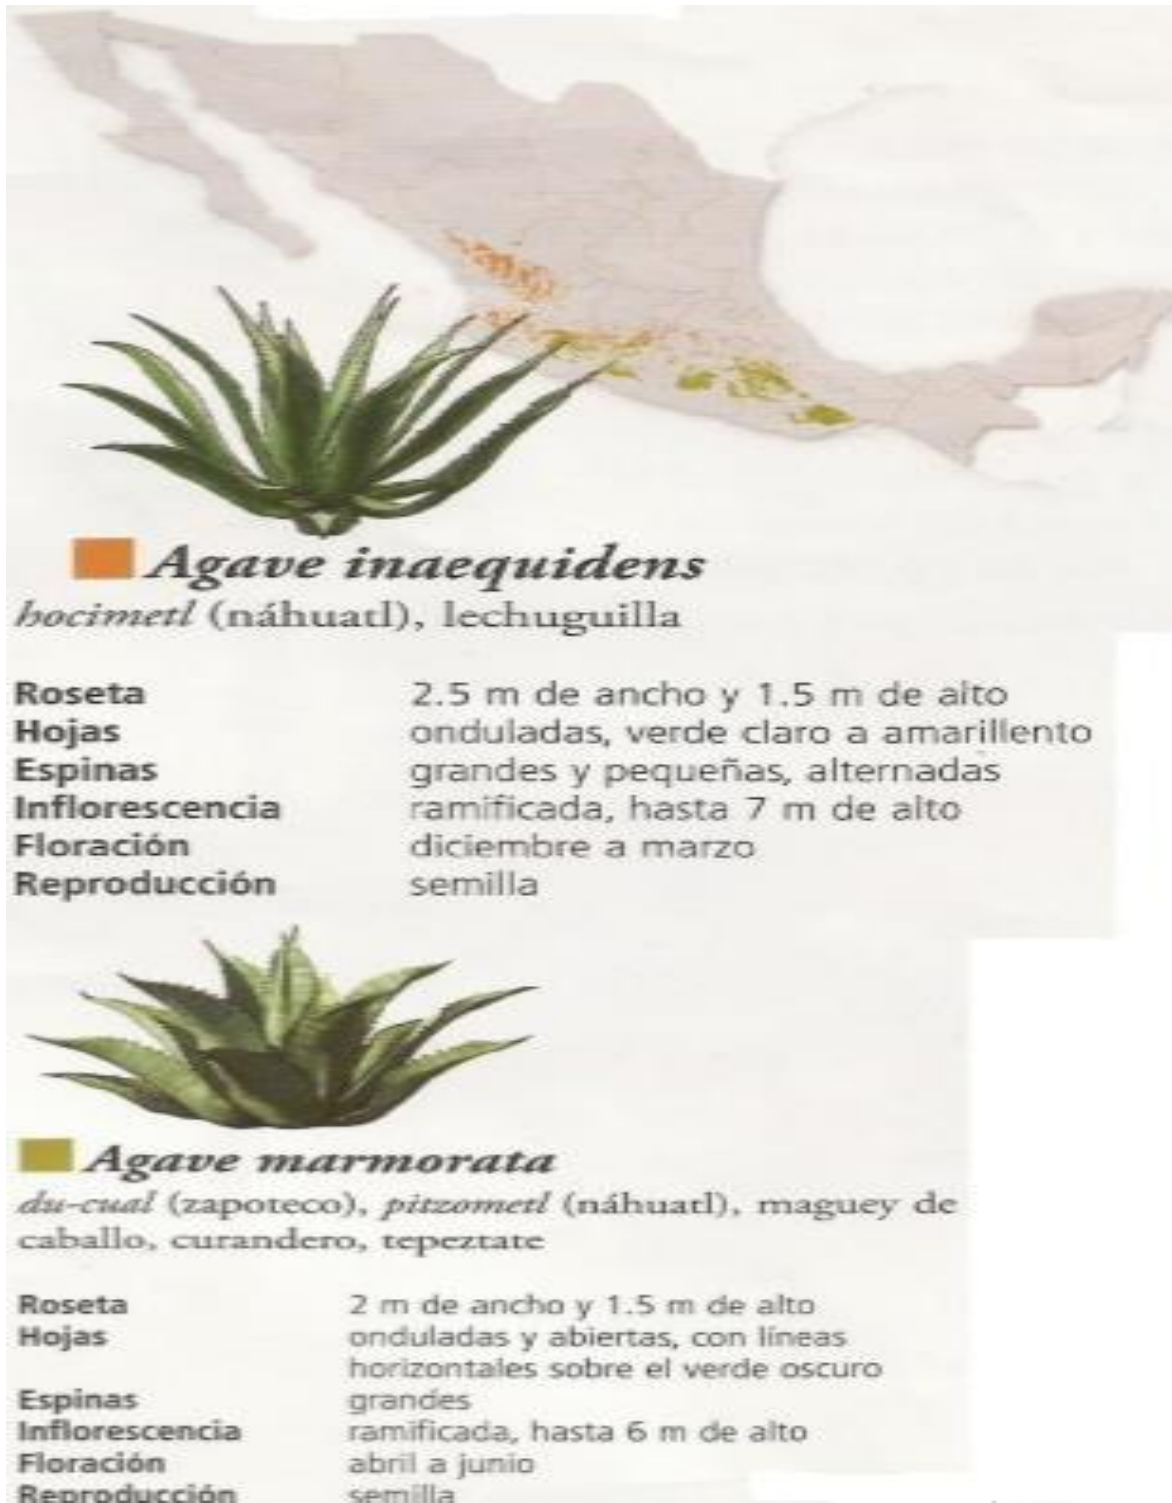 Agave inaequidens
hocimetl (náhuatl), lechuguilla
Roseta 2.5 m de ancho y 1.5 m de alto
Hojas onduladas, verde claro a amarillento
Espinas grandes y pequeñas, alternadas
Inflorescencia ramificada, hasta 7 m de alto
Floración diciembre a marzo
Reproducción semilla
Agave marmorata
du-cual (zapoteco), pitzometl (náhuatl), maguey de
caballo, curandero, tepeztate
Roseta 2 m de ancho y 1.5 m de alto
Hojas onduladas y abiertas, con líneas
horizontales sobre el verde oscuro
Espinas grandes
Inflorescencia ramificada, hasta 6 m de alto
Floración abril a junio
Reproducción semilla